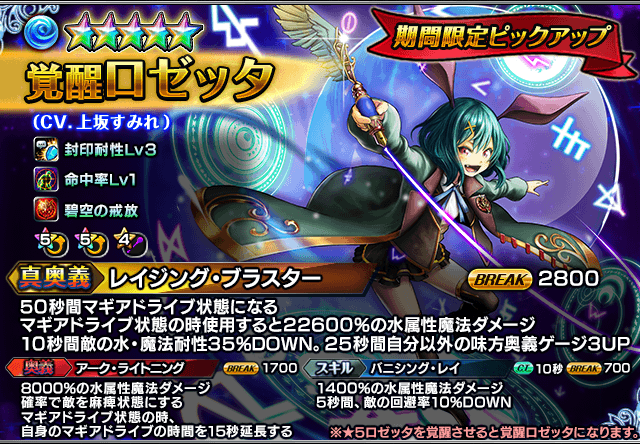 期間限定ピックアップ
覚醒ロゼッタ
(CV.上坂すみれ)
封印耐性Lv3
命中率Lv1
碧空の戒放
5 5 4
真奥義 レイジング・ブラスター BREAK 2800
50秒間マギアドライブ状態になる
マギアドライブ状態の時使用すると22600%の水属性魔法ダメージ
10秒間敵の水・魔法耐性35%DOWN。25秒間自分以外の味方奥義ゲージ3UP
奥義 アーク・ライトニング BREAK 1700
8000%の水属性魔法ダメージ
確率で敵を麻痺状態にする
マギアドライブ状態の時、
自身のマギアドライブの時間を15秒延長する
スキル バニシング・レイ C.T. 10秒 BREAK 700
1400%の水属性魔法ダメージ
5秒間、敵の回避率10%DOWN
※★5ロゼッタを覚醒させると覚醒ロゼッタになります。